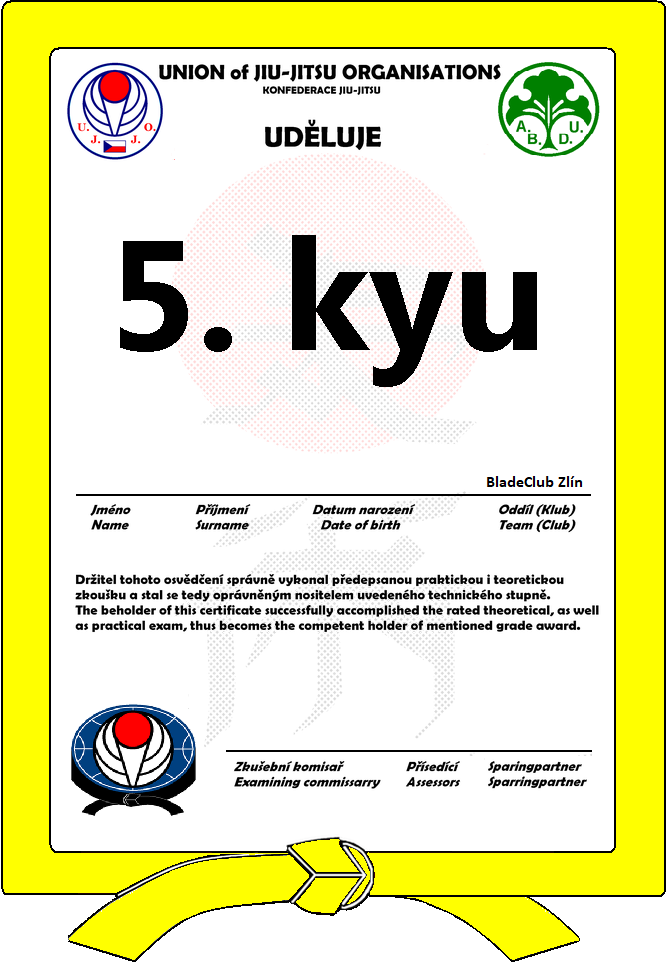 UNION of JIU-JITSU ORGANISATIONS
KONFEDERACE JIU-JITSU
U. O.
J. J.
A. U.
B. D.
UDĚLUJE
5. kyu
BladeClub Zlín
Jméno Příjmení Datum narození Oddíl (Klub)
Name Surname Date of birth Team (Club)
Držitel tohoto osvědčení správně vykonal předepsanou praktickou i teoretickou
zkoušku a stal se tedy oprávněným nositelem uvedeného technického stupně.
The beholder of this certificate successfully accomplished the rated theoretical, as well
as practical exam, thus becomes the competent holder of mentioned grade award.
Zkušební komisař Přísedící Sparingpartner
Examining commissarry Assessors Sparringpartner